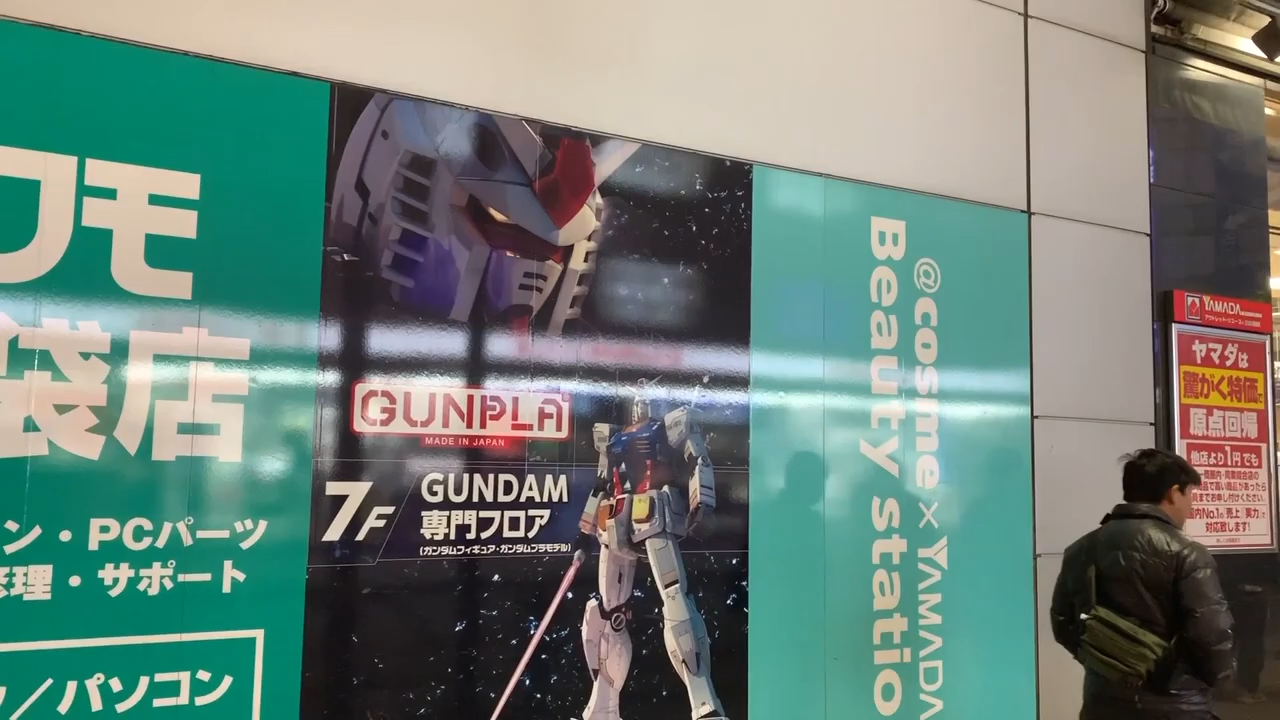 フモ
袋店
ン・PCパーツ
修理・サポート
／パソコン
GUNPLA
MADE IN JAPAN
7F
GUNDAM
専門フロア
(ガンダムフィギュア・ガンダムプラモデル)
@cosme×YAMADA
Beauty statio
YAMADA
ヤマダは
驚がく特価で
原点回帰
他店より1円でも
対応致します!